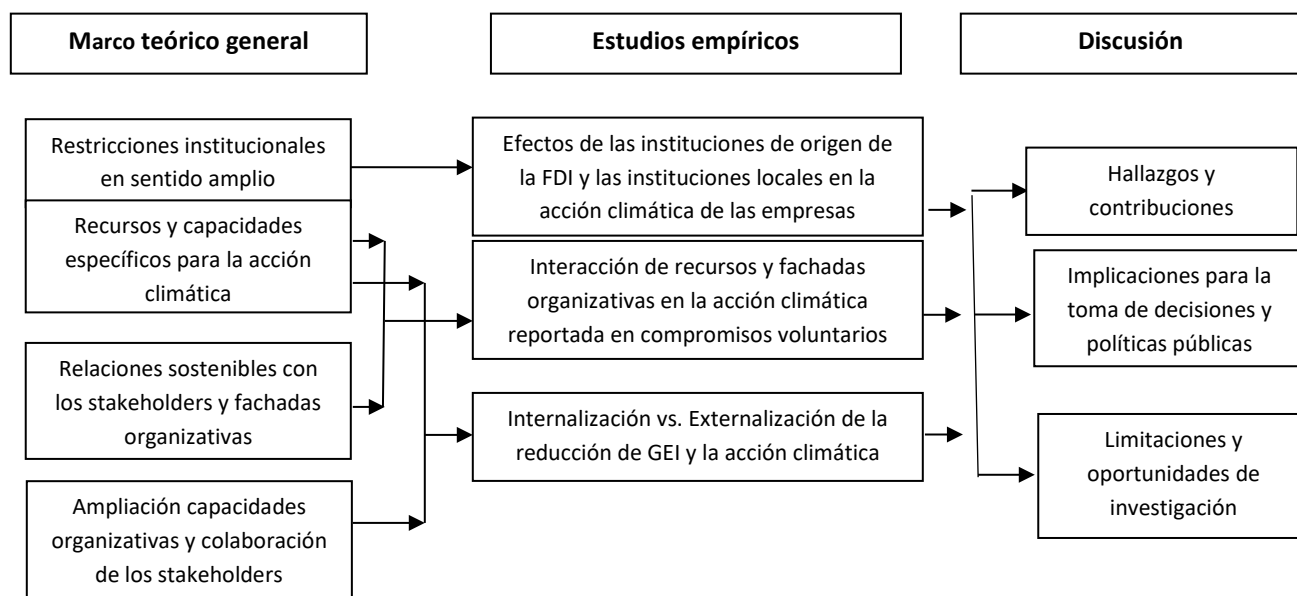 Marco teórico general
Estudios empíricos
Discusión
Restricciones institucionales
en sentido amplio
Recursos y capacidades
específicos para la acción
climática
Relaciones sostenibles con
los stakeholders y fachadas
organizativas
Ampliación capacidades
organizativas y colaboración
de los stakeholders
Efectos de las instituciones de origen de
la FDI y las instituciones locales en la
acción climática de las empresas
Interacción de recursos y fachadas
organizativas en la acción climática
reportada en compromisos voluntarios
Internalización vs. Externalización de la
reducción de GEI y la acción climática
Hallazgos y
contribuciones
Implicaciones para la
toma de decisiones y
políticas públicas
Limitaciones y
oportunidades de
investigación